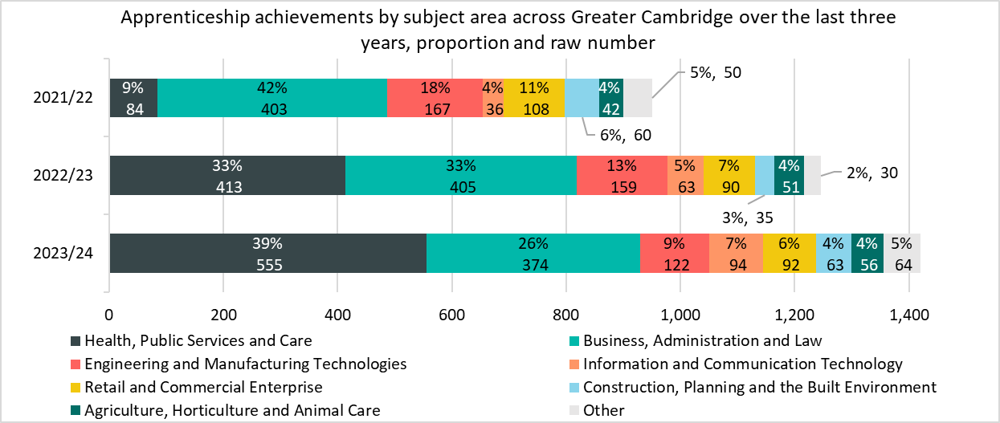 Apprenticeship achievements by subject area across Greater Cambridge over the last three
years, proportion and raw number
2021/22
9% 42% 18% 4% 11% 4% 5%, 50
84 403 167 36 108 42
6%, 60
2022/23
33% 33% 13% 5% 7% 4% 2%, 30
413 405 159 63 90 51
3%, 35
2023/24
39% 26% 9% 7% 6% 4% 4% 5%
555 374 122 94 92 63 56 64
0 200 400 600 800 1,000 1,200 1,400
Health, Public Services and Care
Business, Administration and Law
Engineering and Manufacturing Technologies
Information and Communication Technology
Retail and Commercial Enterprise
Construction, Planning and the Built Environment
Agriculture, Horticulture and Animal Care
Other